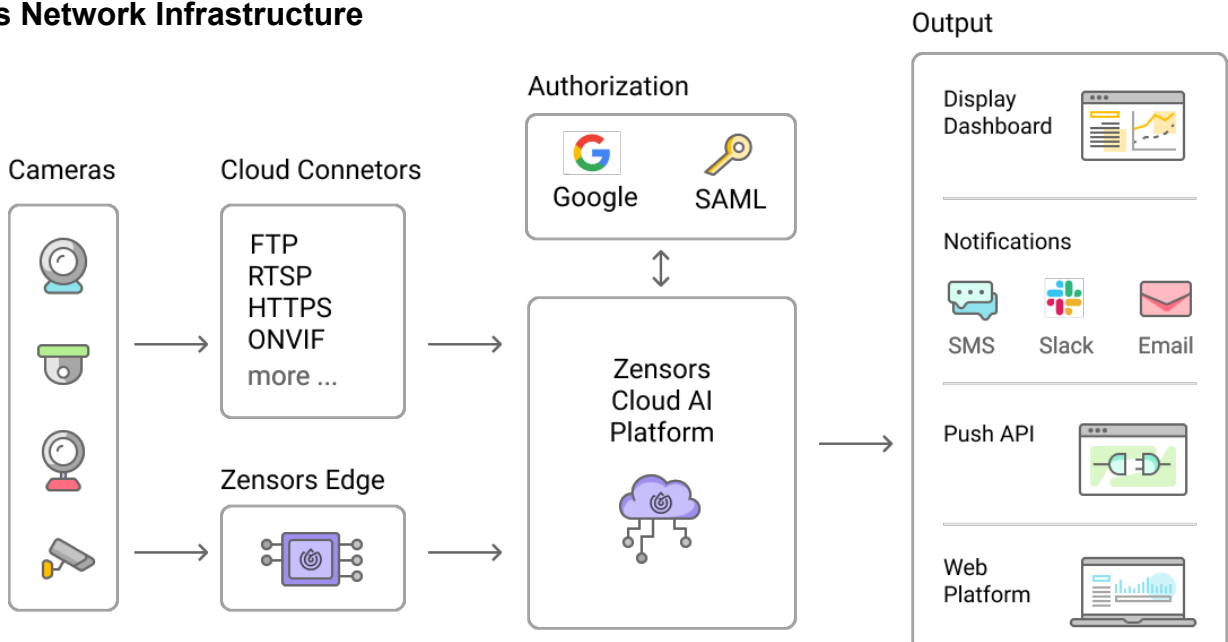 s Network Infrastructure
Output
Authorization
Display
Dashboard
Google
SAML
Cameras
Cloud Connetors
FTP
RTSP
HTTPS
ONVIF
more ...
Notifications
SMS
Slack
Email
Zensors
Cloud AI
Platform
Push API
Zensors Edge
Web
Platform